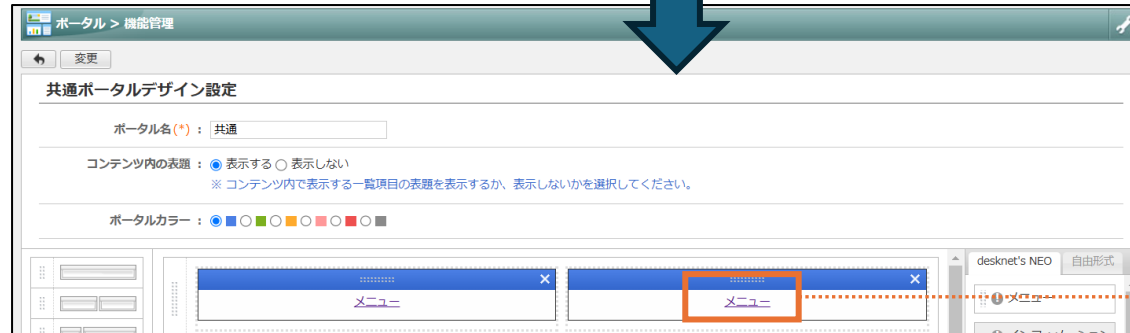 ポータル > 機能管理
変更
共通ポータルデザイン設定
ポータル名(*) : 共通
コンテンツ内の表題 : 表示する 表示しない
※ コンテンツ内で表示する一覧項目の表題を表示するか、表示しないかを選択してください。
ポータルカラー :
desknet's NEO 自由形式
メニュー メニュー メニュー